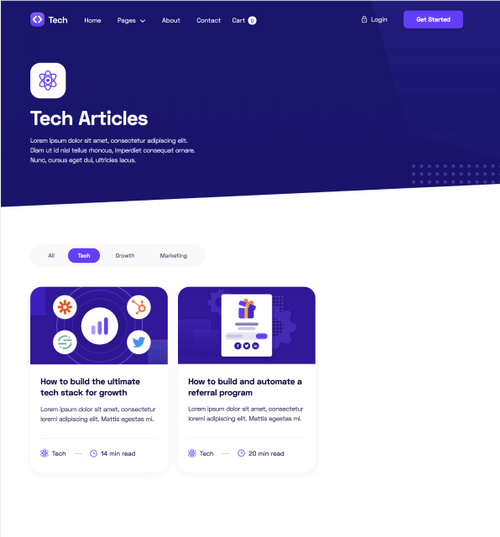 Tech
Home
Pages
About
Contact
Cart 0
Login
Get Started
Tech Articles
Lorem ipsum dolor sit amet, consectetur adipiscing elit.
Diam ut id nisl tellus rhoncus, imperdiet consequat ornare.
Nunc, cursus eget dui, ultricies lacus.
All
Tech
Growth
Marketing
How to build the ultimate
tech stack for growth
Lorem ipsum dolor sit amet, consectetur
loremi adipiscing elit. Mattis egestas mi.
Tech
14 min read
How to build and automate a
referral program
Lorem ipsum dolor sit amet, consectetur
loremi adipiscing elit. Mattis egestas mi.
Tech
20 min read